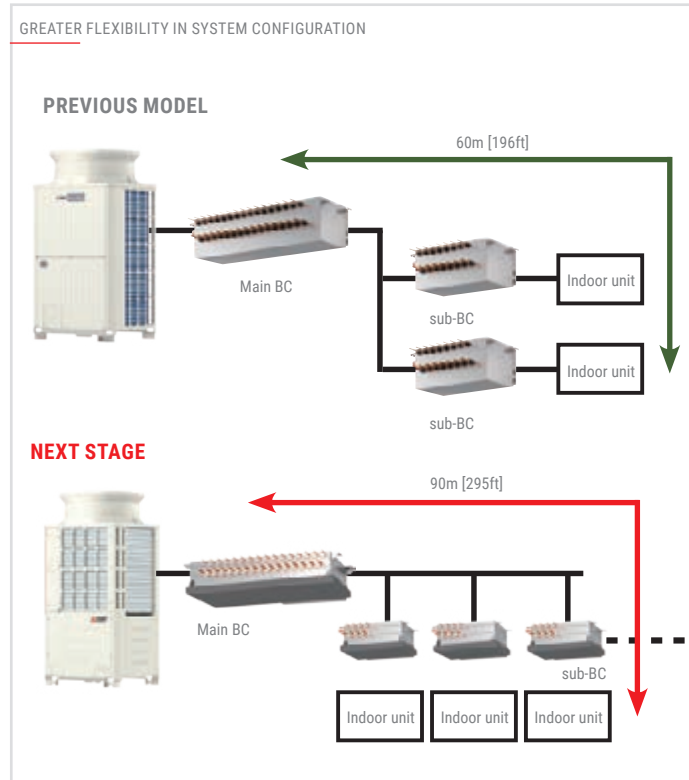 GREATER FLEXIBILITY IN SYSTEM CONFIGURATION
PREVIOUS MODEL
60m [196ft]
Main BC
Indoor unit
sub-BC
Indoor unit
sub-BC
NEXT STAGE
90m [295ft]
Main BC
sub-BC
Indoor unit
Indoor unit
Indoor unit